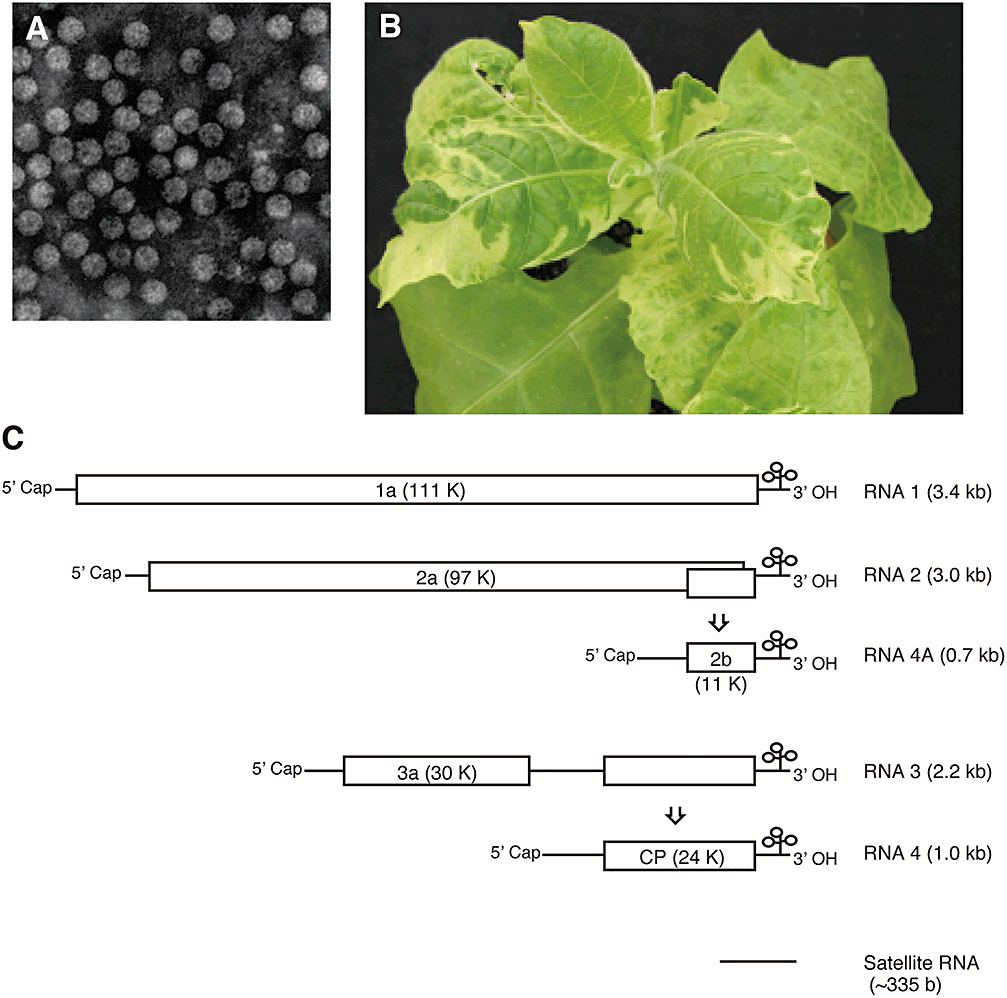 A
B
C
5' Cap
1a (111 K)
3' OH
RNA 1 (3.4 kb)
5' Cap
2a (97 K)
3' OH
RNA 2 (3.0 kb)
5' Cap
2b
(11 K)
3' OH
RNA 4A (0.7 kb)
5' Cap
3a (30 K)
3' OH
RNA 3 (2.2 kb)
5' Cap
CP (24 K)
3' OH
RNA 4 (1.0 kb)
Satellite RNA
(~335 b)